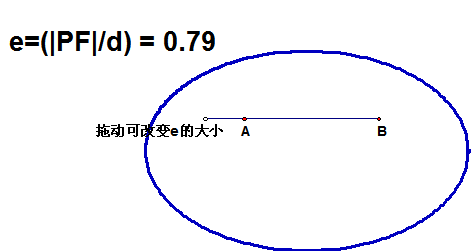 e=(|PF|/d) = 0.79
拖动可改变e的大小
A
B